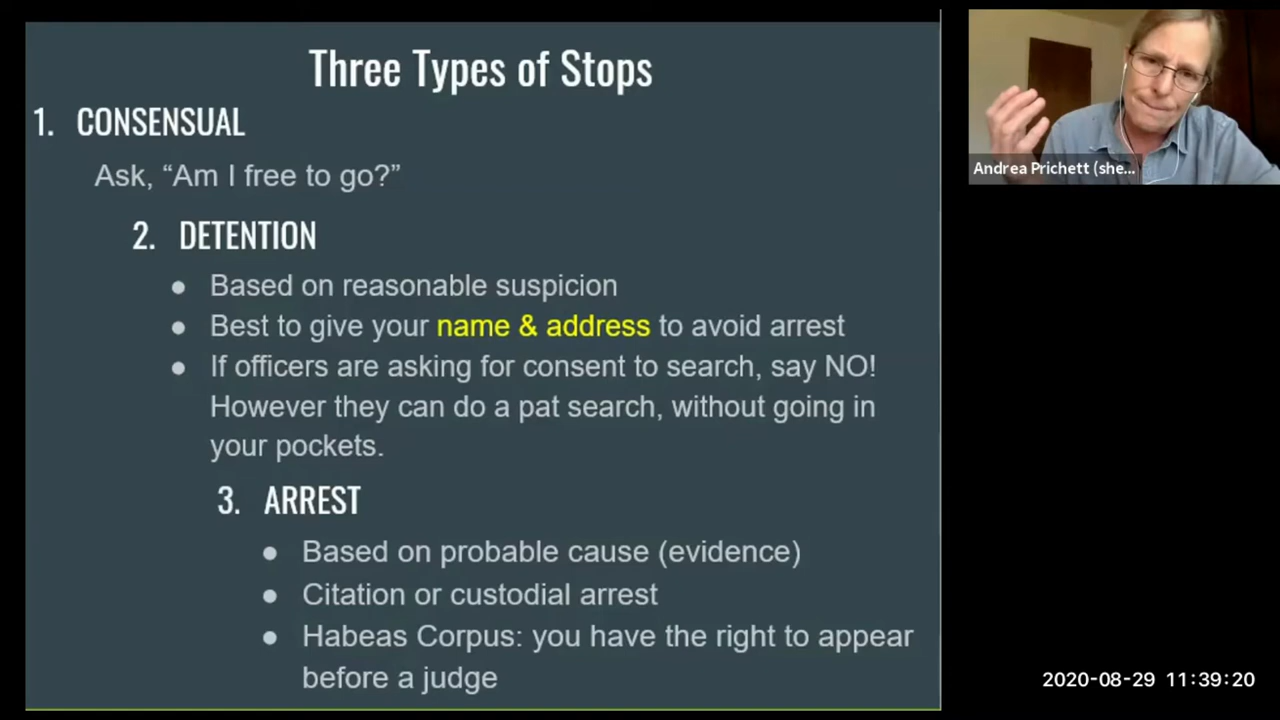 Three Types of Stops
1. CONSENSUAL
Ask, “Am I free to go?”
2. DETENTION
● Based on reasonable suspicion
● Best to give your name & address to avoid arrest
● If officers are asking for consent to search, say NO!
However they can do a pat search, without going in
your pockets.
3. ARREST
● Based on probable cause (evidence)
● Citation or custodial arrest
● Habeas Corpus: you have the right to appear
before a judge
Andrea Prichett (she...
2020-08-29 11:39:20